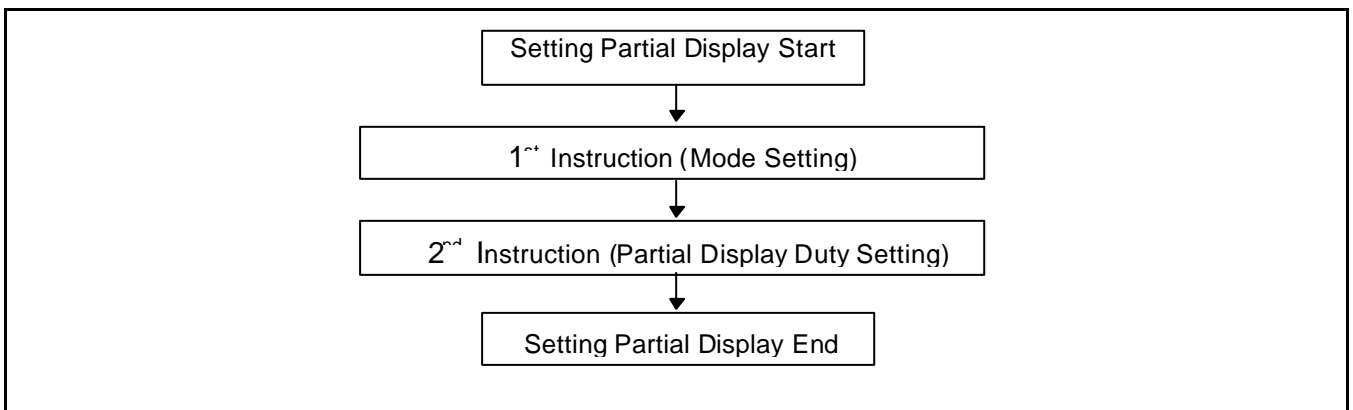 Setting Partial Display Start
1st Instruction (Mode Setting)
2nd Instruction (Partial Display Duty Setting)
Setting Partial Display End